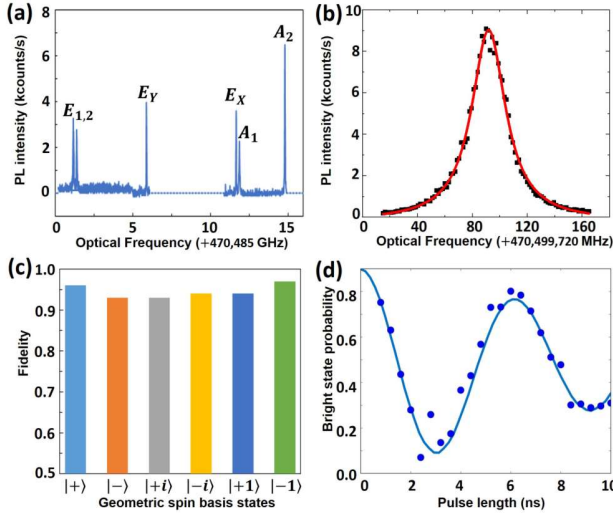 (a)
A₂
E₁,₂
E_Y
E_X
A₁
PL intensity (kcounts/s)
8
6
4
2
0
0 5 10 15
Optical Frequency (+470,485 GHz)
(b)
PL intensity (kcounts/s)
10
8
6
4
2
0
0 40 80 120 160
Optical Frequency (+470,499,720 MHz)
(c)
Fidelity
1.0
0.9
0.8
0.7
0.6
0.5
|+⟩ |−⟩ |+i⟩ |−i⟩ |+1⟩ |−1⟩
Geometric spin basis states
(d)
Bright state probability
0.8
0.6
0.4
0.2
0.0
0 2 4 6 8 10
Pulse length (ns)